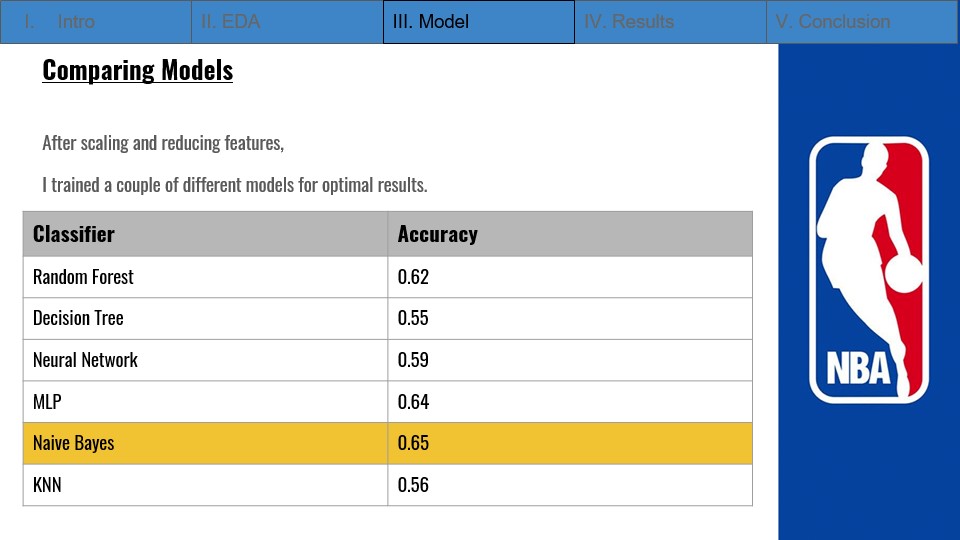 I. Intro II. EDA III. Model IV. Results V. Conclusion
Comparing Models
After scaling and reducing features,
I trained a couple of different models for optimal results.
Classifier Accuracy
Random Forest 0.62
Decision Tree 0.55
Neural Network 0.59
MLP 0.64
Naive Bayes 0.65
KNN 0.56
NBA